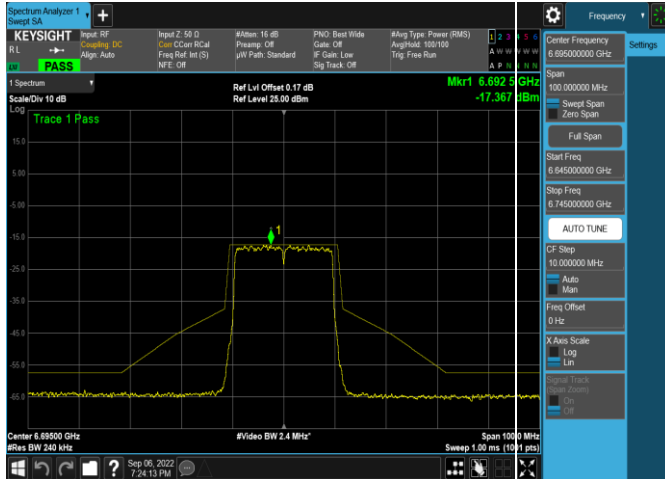 Spectrum Analyzer 1
Swept SA
+
Frequency
KEYSIGHT
RL
PASS
Input: RF
Coupling: DC
Align: Auto
Input Z: 50 Ω
Corr CCorr RCal
Freq Ref: Int (S)
NFE: Off
#Atten: 16 dB
Preamp: Off
µW Path: Standard
PNO: Best Wide
Gate: Off
IF Gain: Low
Sig Track: Off
#Avg Type: Power (RMS)
Avg|Hold: 100/100
Trig: Free Run
1 2 3 4 5 6
A W W W W W
A P N N N N
1 Spectrum
Scale/Div 10 dB
Log
Ref Lvl Offset 0.17 dB
Ref Level 25.00 dBm
Mkr1 6.692 5 GHz
-17.367 dBm
Trace 1 Pass
15.0
5.00
-5.00
-15.0
-25.0
-35.0
-45.0
-55.0
-65.0
1
Center 6.69500 GHz
#Res BW 240 kHz
#Video BW 2.4 MHz*
Span 100.0 MHz
Sweep 1.00 ms (1001 pts)
Sep 06, 2022
7:24:13 PM
?
Settings
Center Frequency
6.695000000 GHz
Span
100.000000 MHz
Swept Span
Zero Span
Full Span
Start Freq
6.645000000 GHz
Stop Freq
6.745000000 GHz
AUTO TUNE
CF Step
10.000000 MHz
Auto
Man
Freq Offset
0 Hz
X Axis Scale
Log
Lin
Signal Track
(Span Zoom)
On
Off